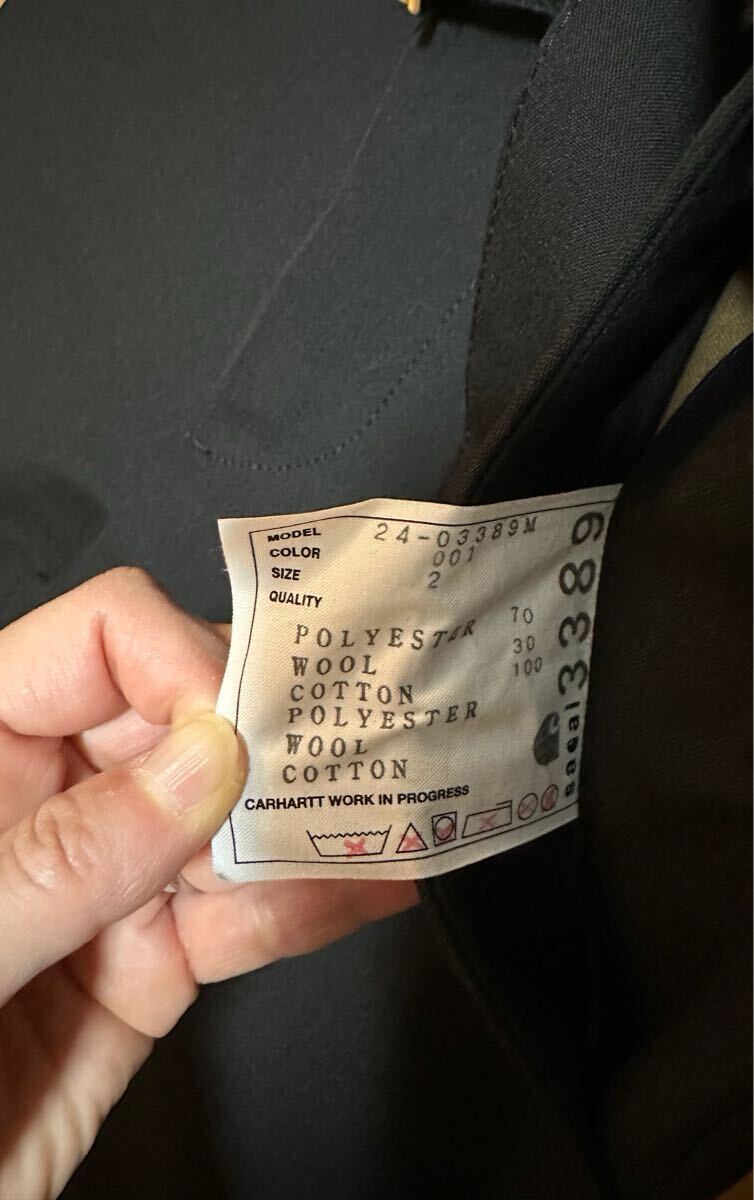 MODEL 24-03389M
COLOR 001
SIZE 2
QUALITY
POLYESTER 70
WOOL 30
COTTON 100
POLYESTER
WOOL
COTTON
CARHARTT WORK IN PROGRESS
sacai 3389